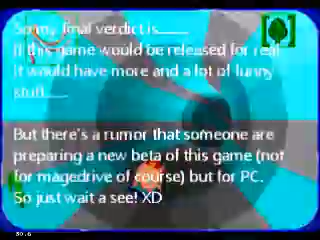 So my final verdict is......
If this game would be released for real
It would have more and a lot of funny
stuff.....
But there's a rumor that someone are
preparing a new beta of this game (not
for magedrive of course) but for PC.
So just wait a see! XD